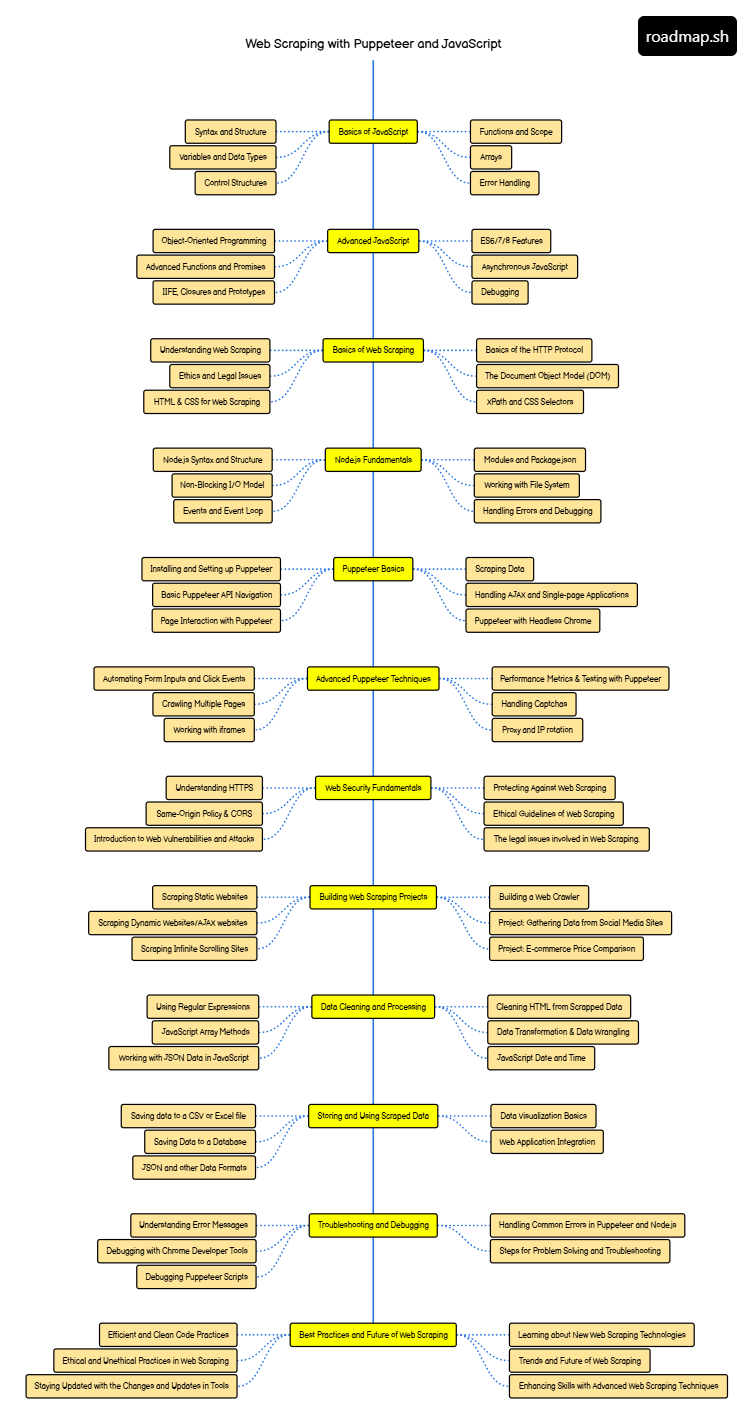 roadmap.sh
Web Scraping with Puppeteer and JavaScript
Syntax and Structure
Variables and Data Types
Control Structures
Basics of JavaScript
Functions and Scope
Arrays
Error Handling
Object-Oriented Programming
Advanced Functions and Promises
IIFE, Closures and Prototypes
Advanced JavaScript
ES6/7/8 Features
Asynchronous JavaScript
Debugging
Understanding Web Scraping
Ethics and Legal Issues
HTML & CSS for Web Scraping
Basics of Web Scraping
Basics of the HTTP Protocol
The Document Object Model (DOM)
XPath and CSS Selectors
Node.js Syntax and Structure
Non-Blocking I/O Model
Events and Event Loop
Node.js Fundamentals
Modules and Package.json
Working with File System
Handling Errors and Debugging
Installing and Setting up Puppeteer
Basic Puppeteer API Navigation
Page Interaction with Puppeteer
Puppeteer Basics
Scraping Data
Handling AJAX and Single-page Applications
Puppeteer with Headless Chrome
Automating Form Inputs and Click Events
Crawling Multiple Pages
Working with iframes
Advanced Puppeteer Techniques
Performance Metrics & Testing with Puppeteer
Handling Captchas
Proxy and IP rotation
Understanding HTTPS
Same-Origin Policy & CORS
Introduction to Web Vulnerabilities and Attacks
Web Security Fundamentals
Protecting Against Web Scraping
Ethical Guidelines of Web Scraping
The legal issues involved in Web Scraping.
Scraping Static Websites
Scraping Dynamic Websites/AJAX websites
Scraping Infinite Scrolling Sites
Building Web Scraping Projects
Building a Web Crawler
Project: Gathering Data from Social Media Sites
Project: E-commerce Price Comparison
Using Regular Expressions
JavaScript Array Methods
Working with JSON Data in JavaScript
Data Cleaning and Processing
Cleaning HTML from Scrapped Data
Data Transformation & Data Wrangling
JavaScript Date and Time
Saving data to a CSV or Excel file
Saving Data to a Database
JSON and other Data Formats
Storing and Using Scraped Data
Data Visualization Basics
Web Application Integration
Understanding Error Messages
Debugging with Chrome Developer Tools
Debugging Puppeteer Scripts
Troubleshooting and Debugging
Handling Common Errors in Puppeteer and Node.js
Steps for Problem Solving and Troubleshooting
Efficient and Clean Code Practices
Ethical and Unethical Practices in Web Scraping
Staying Updated with the Changes and Updates in Tools
Best Practices and Future of Web Scraping
Learning about New Web Scraping Technologies
Trends and Future of Web Scraping
Enhancing Skills with Advanced Web Scraping Techniques